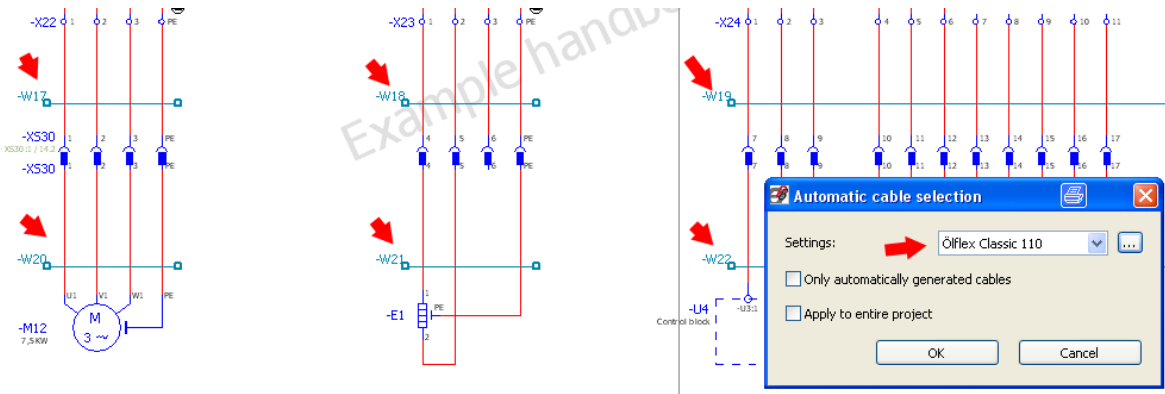 -X22 1 2 3 PE
-X23 1 2 3 PE
-X24 1 2 3 4 5 6 7 8 9 10 11
Example handbo
-W17
-W18
-W19
-XS30 1 2 3 PE
4 5 6 PE
7 8 9 10 11 12 13 14 15 16 17
-XS30:1 / 14.2
-XS30 2 3 PE
4 5 6 PE
7 8 9 10 11 12 13 14 15 16 17
Automatic cable selection
Settings: Ölflex Classic 110 ...
Only automatically generated cables
Apply to entire project
OK Cancel
-W20
-W21
-W22
U1 V1 W1 PE
M
3 ~
-M12
7,5KW
1
PE
-E1
2
-U4
-U3:1
Control block